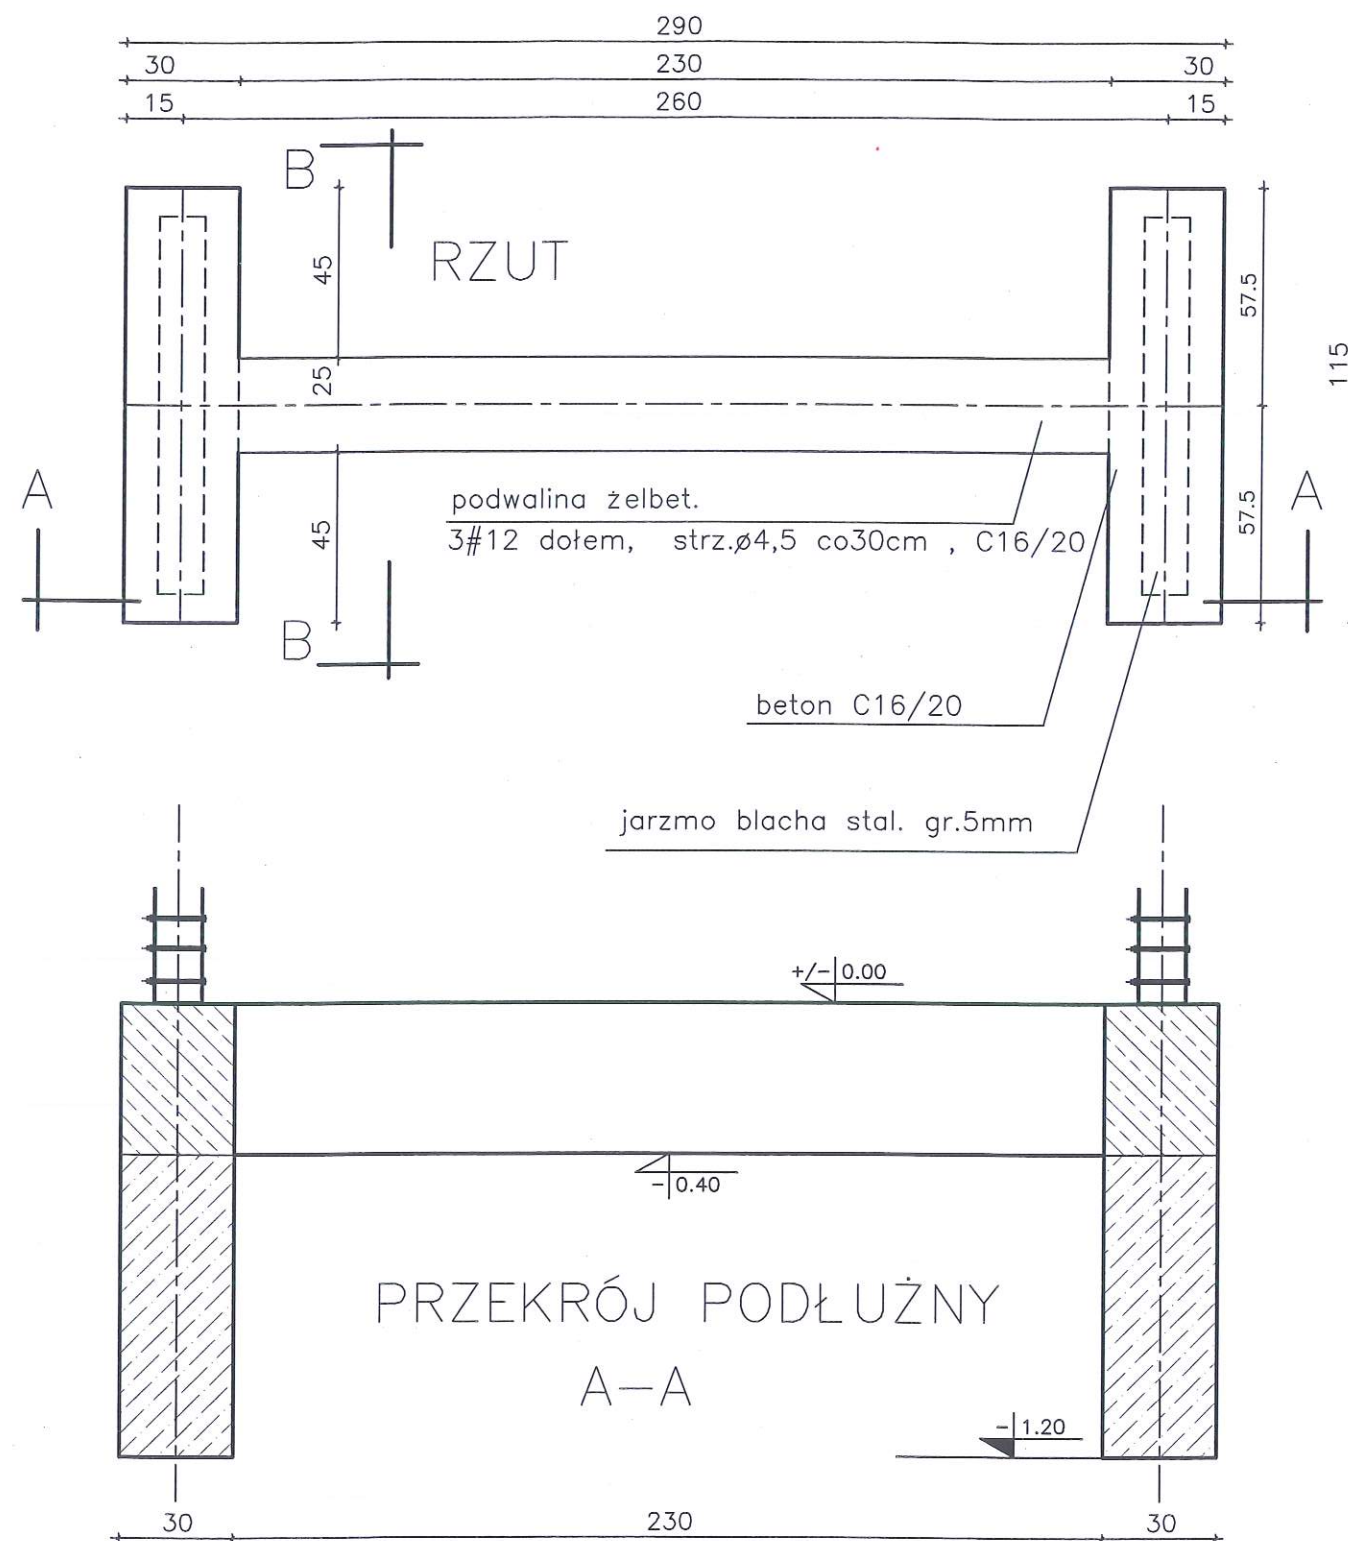 290
30 230 30
15 260 15
B
45
RZUT
57.5
25
115
A
A
podwalina żelbet.
3#12 dołem, strz.ø4,5 co30cm , C16/20
45
57.5
B
beton C16/20
jarzmo blacha stal. gr.5mm
+/- 0.00
- 0.40
PRZEKRÓJ PODŁUŻNY
A-A
- 1.20
30 230 30